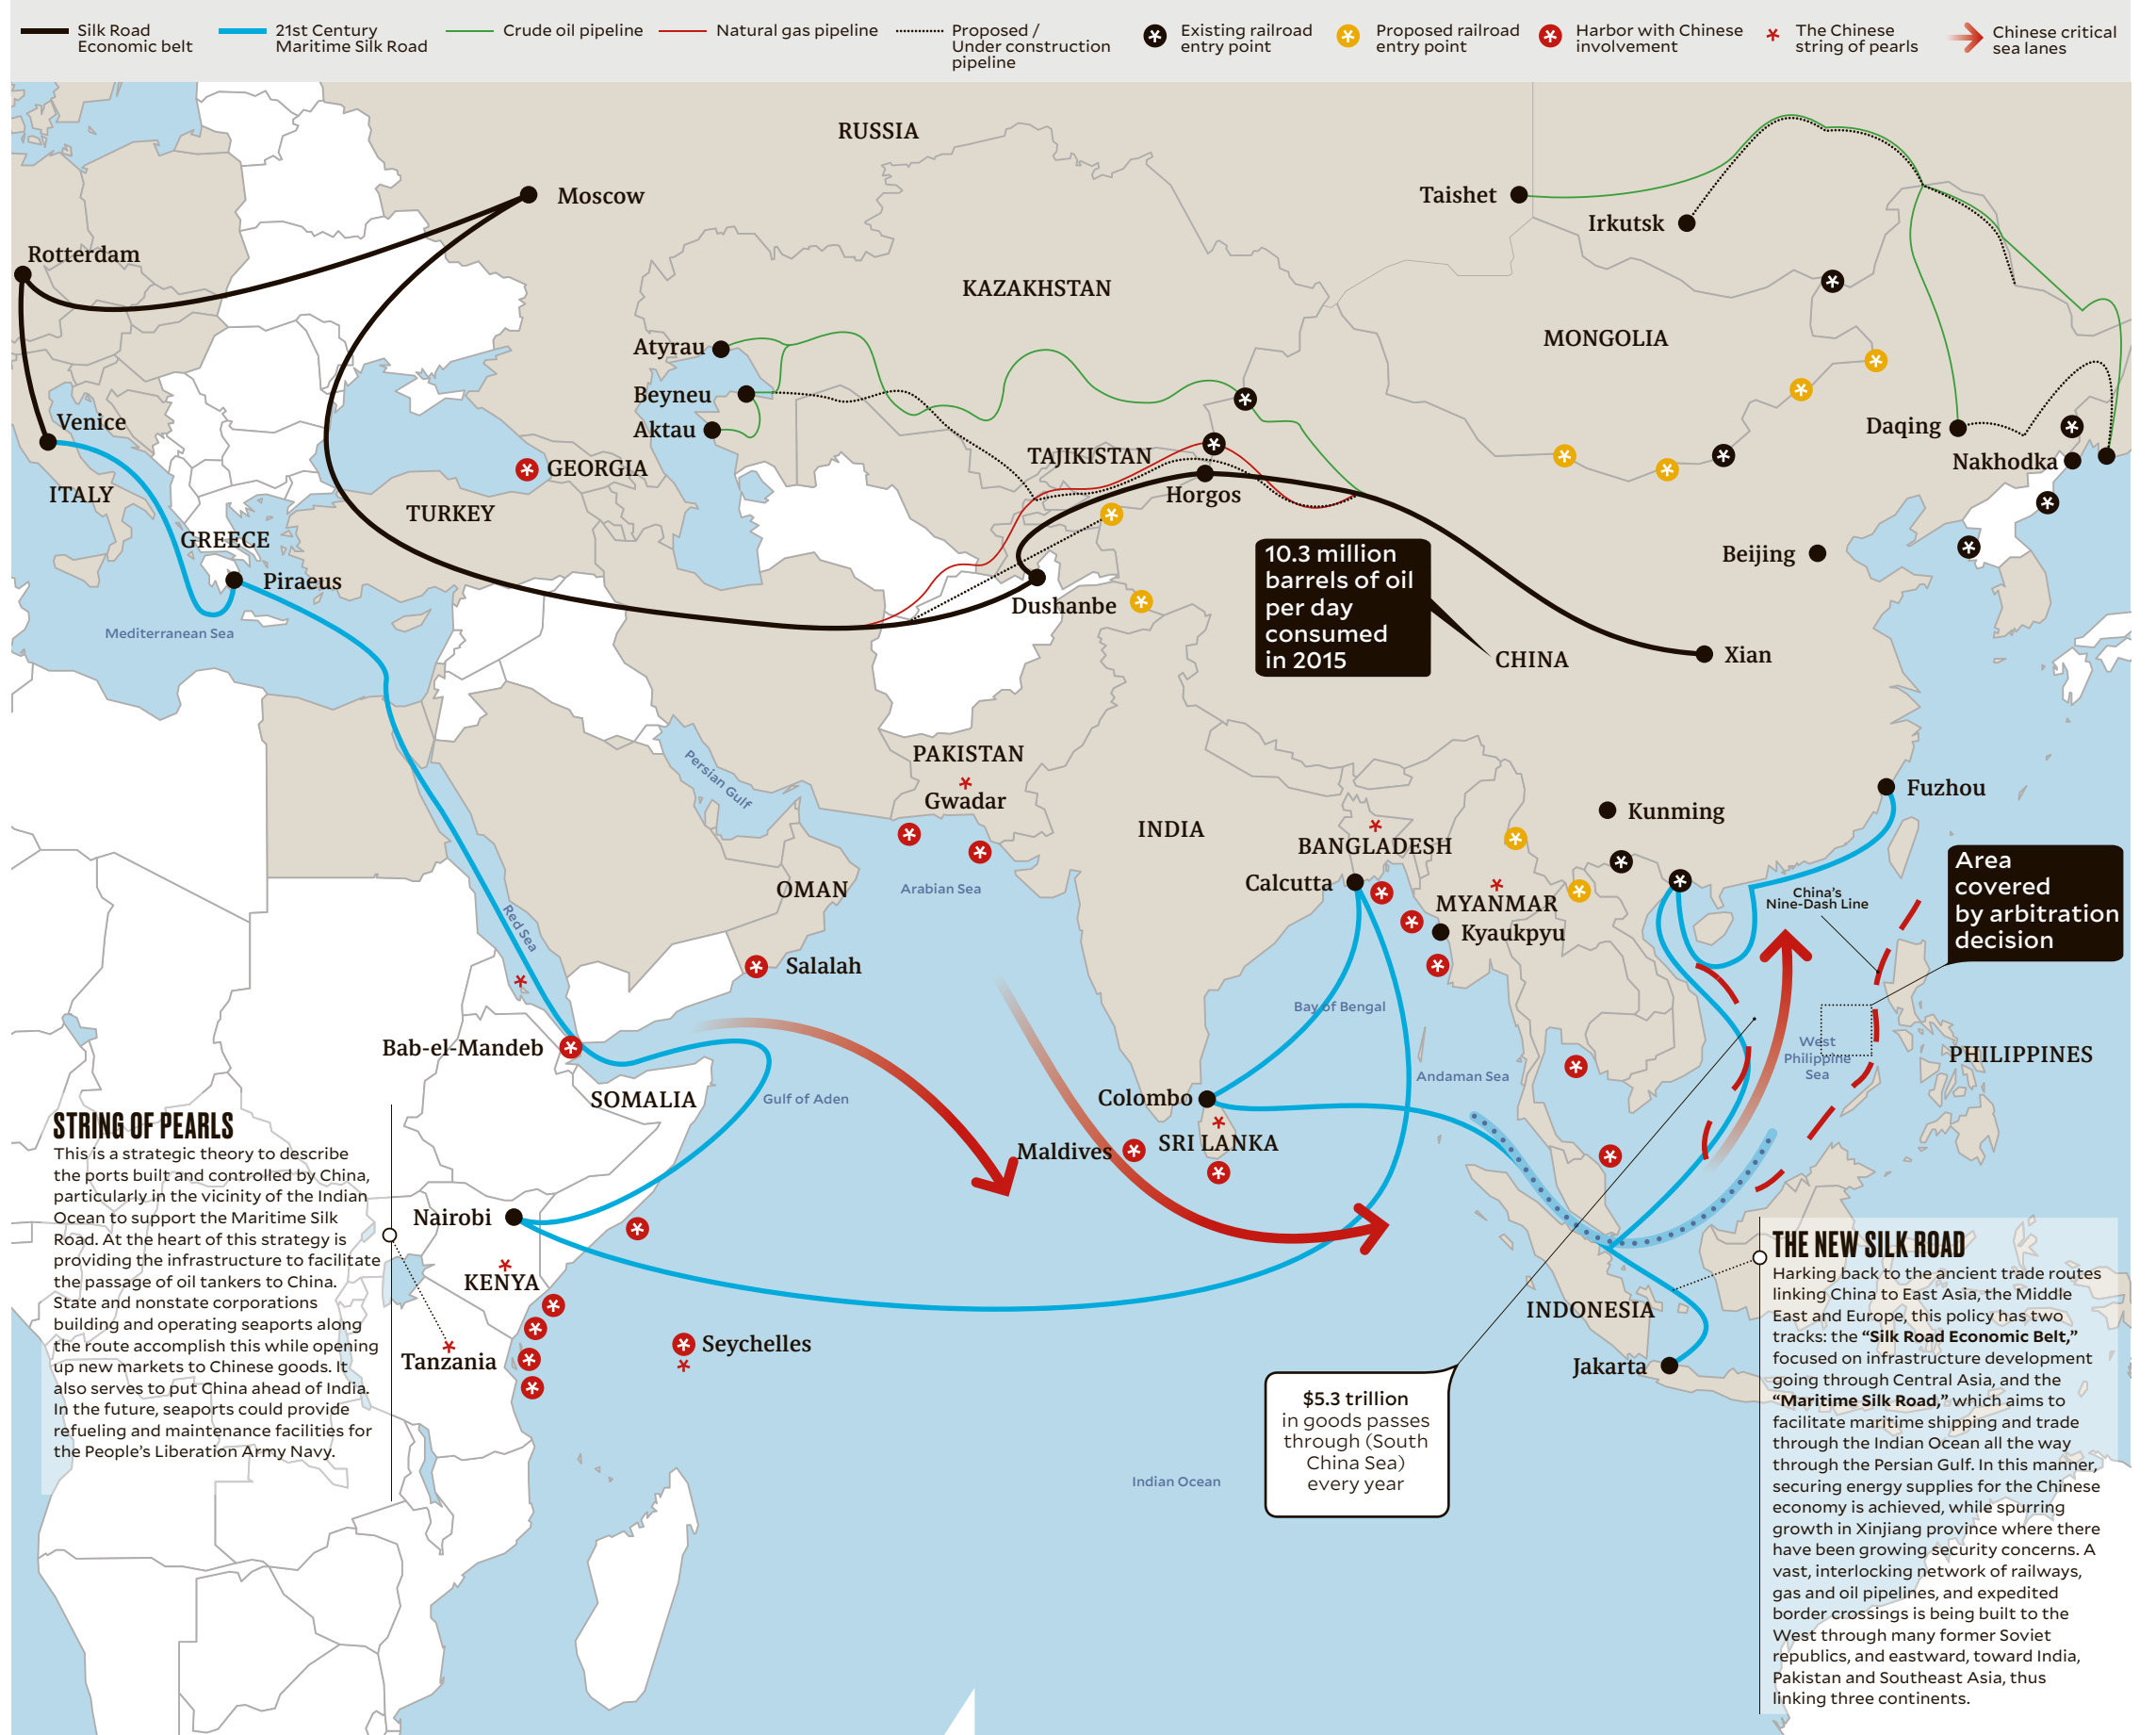 Silk Road
Economic belt
21st Century
Maritime Silk Road
Crude oil pipeline
Natural gas pipeline
Proposed /
Under construction
pipeline
Existing railroad
entry point
Proposed railroad
entry point
Harbor with Chinese
involvement
The Chinese
string of pearls
Chinese critical
sea lanes
RUSSIA
Moscow
Taishet
Irkutsk
Rotterdam
KAZAKHSTAN
MONGOLIA
Atyrau
Beyneu
Aktau
Venice
Daqing
TAJIKISTAN
Nakhodka
GEORGIA
ITALY
Horgos
TURKEY
GREECE
Beijing
10.3 million
barrels of oil
per day
consumed
in 2015
Piraeus
Dushanbe
Mediterranean Sea
CHINA
Xian
PAKISTAN
Persian Gulf
Gwadar
Fuzhou
Kunming
INDIA
BANGLADESH
Area
covered
by arbitration
decision
Calcutta
OMAN
Arabian Sea
China's
Nine-Dash Line
MYANMAR
Kyaukpyu
Red Sea
Salalah
Bay of Bengal
West
Philippine
Sea
Bab-el-Mandeb
PHILIPPINES
Andaman Sea
SOMALIA
Gulf of Aden
Colombo
Maldives
SRI LANKA
STRING OF PEARLS
This is a strategic theory to describe
the ports built and controlled by China,
particularly in the vicinity of the Indian
Ocean to support the Maritime Silk
Road. At the heart of this strategy is
providing the infrastructure to facilitate
the passage of oil tankers to China.
State and nonstate corporations
building and operating seaports along
the route accomplish this while opening
up new markets to Chinese goods. It
also serves to put China ahead of India.
In the future, seaports could provide
refueling and maintenance facilities for
the People's Liberation Army Navy.
Nairobi
KENYA
Tanzania
Seychelles
INDONESIA
Jakarta
$5.3 trillion
in goods passes
through (South
China Sea)
every year
Indian Ocean
THE NEW SILK ROAD
Harking back to the ancient trade routes
linking China to East Asia, the Middle
East and Europe, this policy has two
tracks: the “Silk Road Economic Belt,”
focused on infrastructure development
going through Central Asia, and the
“Maritime Silk Road,” which aims to
facilitate maritime shipping and trade
through the Indian Ocean all the way
through the Persian Gulf. In this manner,
securing energy supplies for the Chinese
economy is achieved, while spurring
growth in Xinjiang province where there
have been growing security concerns. A
vast, interlocking network of railways,
gas and oil pipelines, and expedited
border crossings is being built to the
West through many former Soviet
republics, and eastward, toward India,
Pakistan and Southeast Asia, thus
linking three continents.